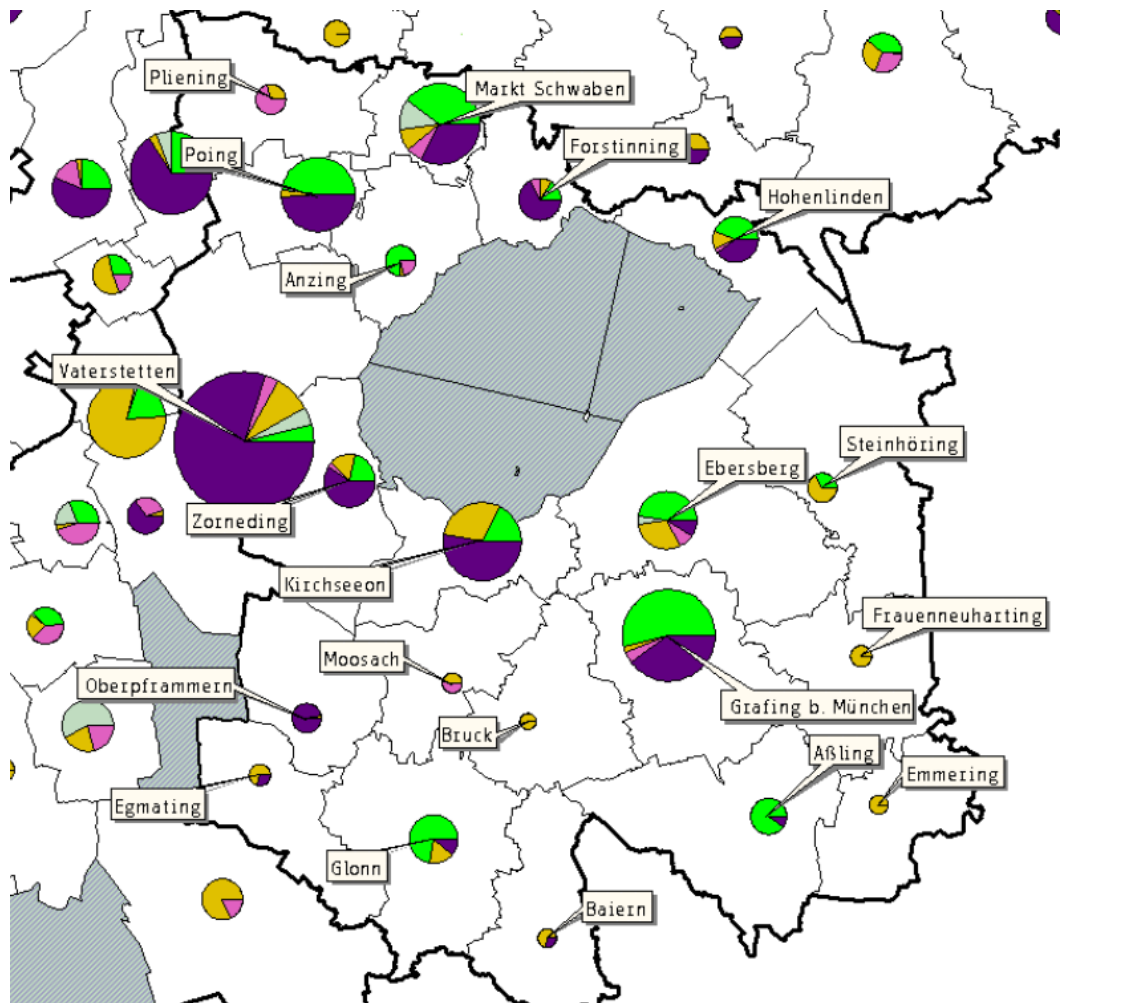 Pliening
Markt Schwaben
Poing
Forstinning
Hohenlinden
Anzing
Vaterstetten
Steinhöring
Ebersberg
Zorneding
Kirchseeon
Frauenneuharting
Moosach
Oberpframmern
Grafing b. München
Bruck
Aßling
Emmering
Egmating
Glonn
Baiern